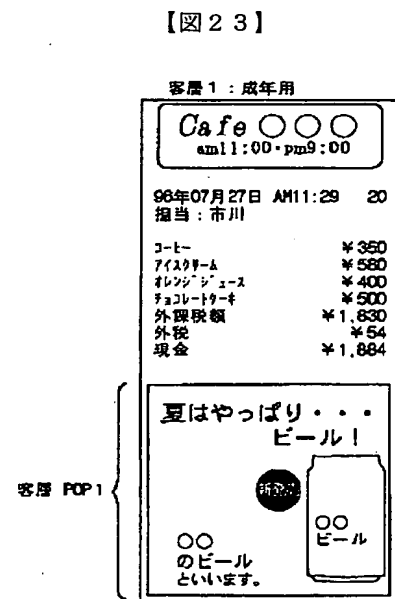 【図２３】
客層１：成年用
Cafe ○○○
am11:00・pm9:00
96年07月27日 AM11:29 20
担当：市川
コーヒー ￥350
アイスクリーム ￥580
オレンジジュース ￥400
チョコレートケーキ ￥500
外課税額 ￥1,830
外税 ￥54
現金 ￥1,884
客層 POP1
夏はやっぱり・・・
ビール！
新発売
○○
ビール
○○
のビール
といいます。